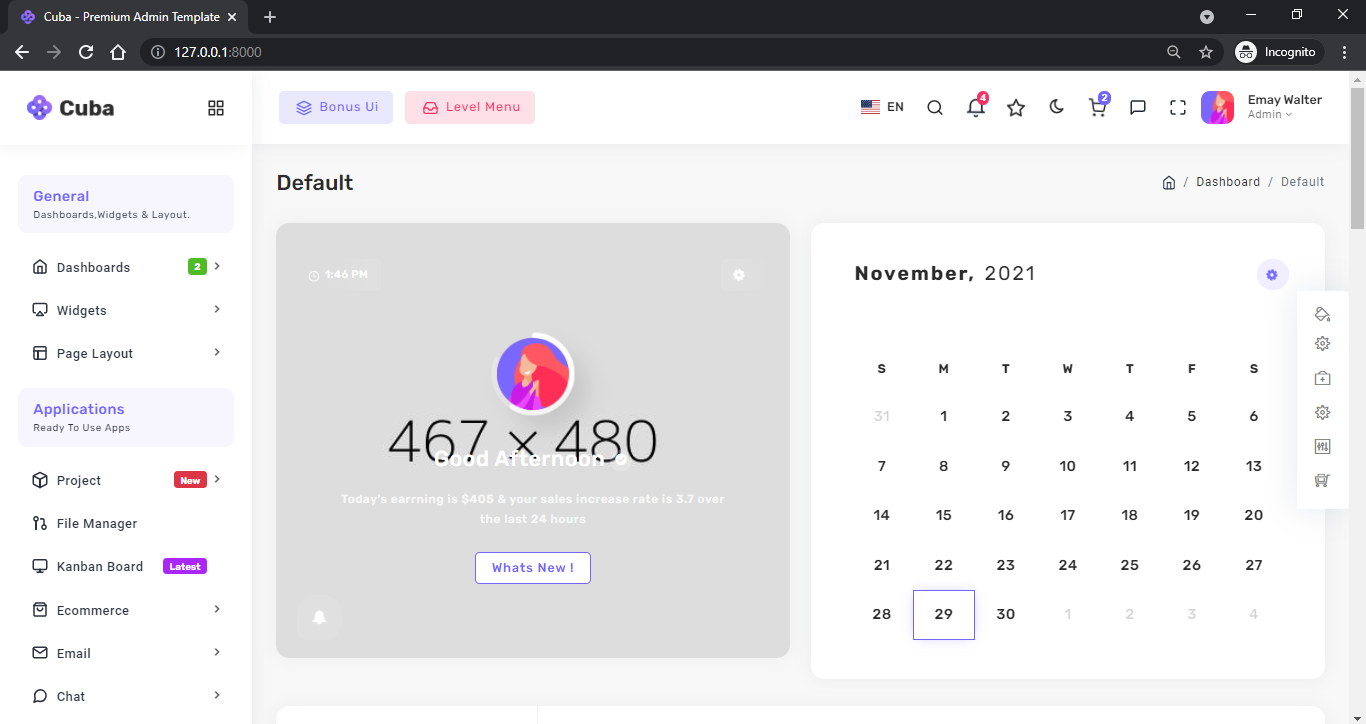 Cuba - Premium Admin Template
127.0.0.1:8000
Incognito
Cuba
Bonus Ui
Level Menu
EN
4
2
Emay Walter
Admin
General
Dashboards,Widgets & Layout.
Dashboards 2
Widgets
Page Layout
Applications
Ready To Use Apps
Project New
File Manager
Kanban Board Latest
Ecommerce
Email
Chat
Default
/ Dashboard / Default
1:46 PM
467 × 480
Good Afternoon
Today's earrning is $405 & your sales increase rate is 3.7 over
the last 24 hours
Whats New !
November, 2021
S M T W T F S
31 1 2 3 4 5 6
7 8 9 10 11 12 13
14 15 16 17 18 19 20
21 22 23 24 25 26 27
28 29 30 1 2 3 4